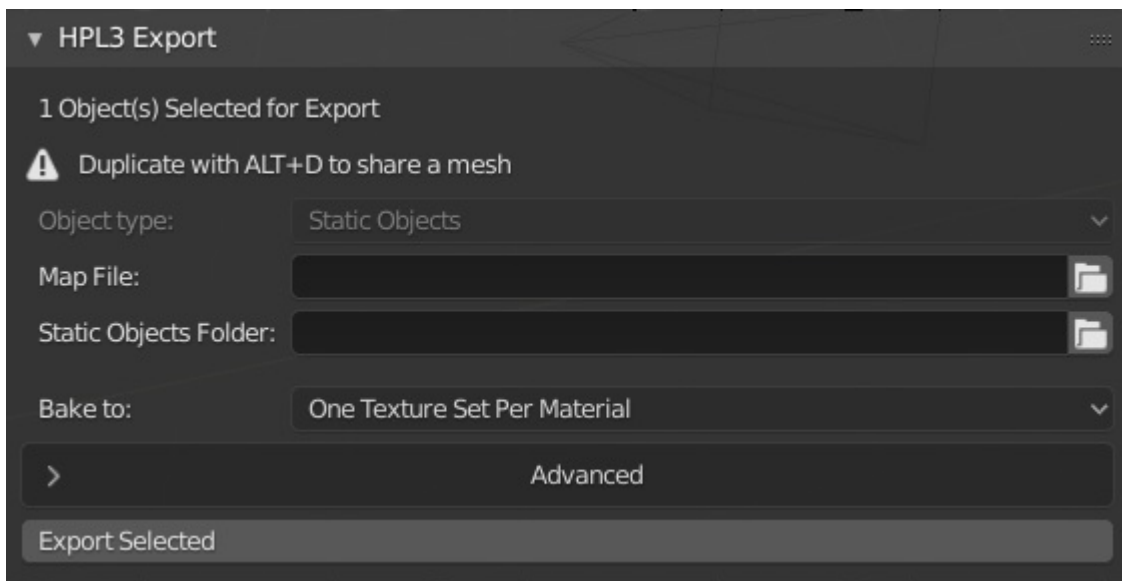 HPL3 Export
1 Object(s) Selected for Export
Duplicate with ALT+D to share a mesh
Object type: Static Objects
Map File:
Static Objects Folder:
Bake to: One Texture Set Per Material
Advanced
Export Selected